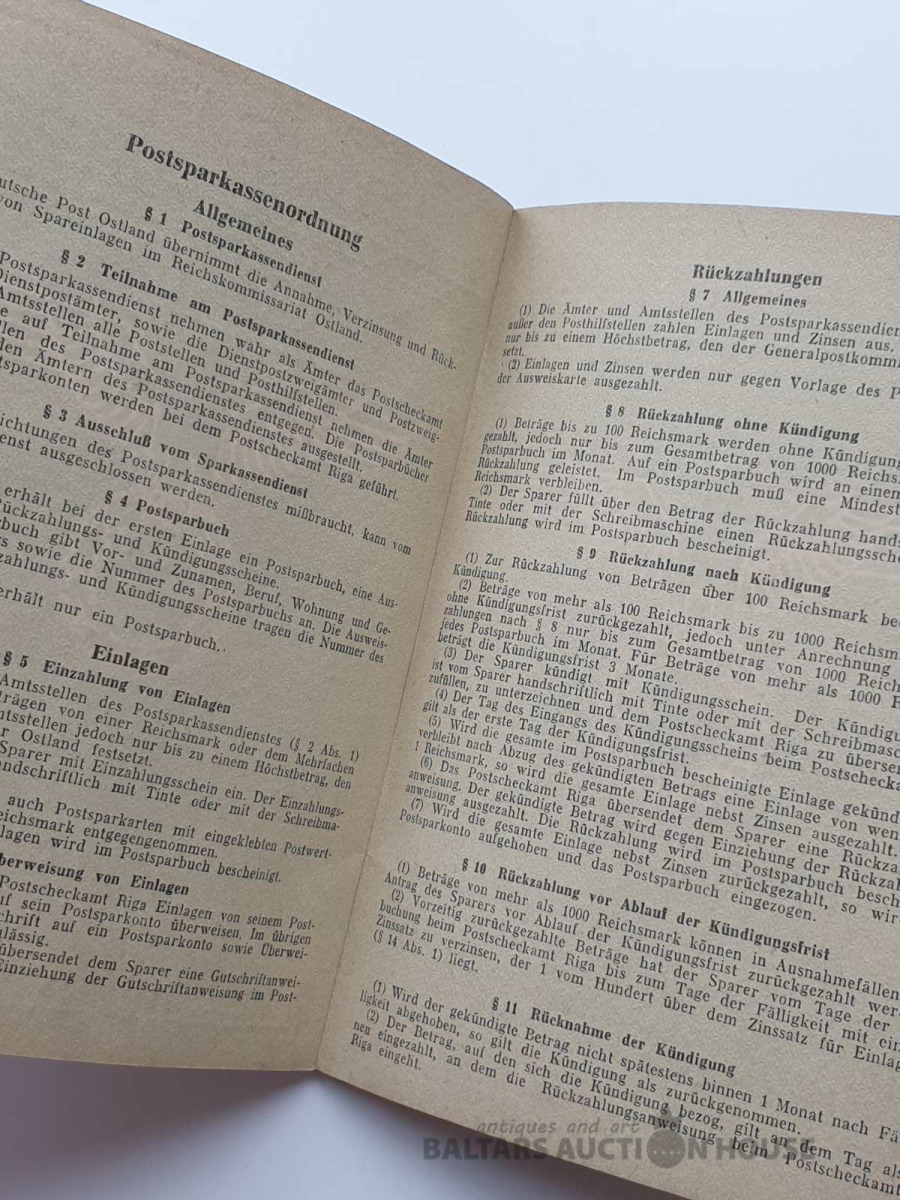 Postsparkassenordnung
Allgemeines
§ 1 Postsparkassendienst
utsche Post Ostland übernimmt die Annahme, Verzinsung und Rück-
von Spareinlagen im Reichskommissariat Ostland.
§ 2 Teilnahme am Postsparkassendienst
Postsparkassendienst nehmen wahr als Ämter das Postscheckamt
Dienstpostämter, sowie die Dienstpostzweigämter und Postzweig-
Amtsstellen alle Poststellen und Posthilfstellen.
e auf Teilnahme am Postsparkassendienst nehmen die Ämter
llen des Postsparkassendienstes entgegen. Die Postsparbücher
den Ämtern des Postsparkassendienstes ausgestellt.
tsparkonten werden bei dem Postscheckamt Riga geführt.
§ 3 Ausschluß vom Sparkassendienst
ichtungen des Postsparkassendienstes mißbraucht, kann vom
enst ausgeschlossen werden.
§ 4 Postsparbuch
erhält bei der ersten Einlage ein Postsparbuch, eine Aus-
ückzahlungs- und Kündigungsscheine.
rbuch gibt Vor- und Zunamen, Beruf, Wohnung und Ge-
rs sowie die Nummer des Postsparbuchs an. Die Ausweis-
zahlungs- und Kündigungsscheine tragen die Nummer des
erhält nur ein Postsparbuch.
Einlagen
§ 5 Einzahlung von Einlagen
Amtsstellen des Postsparkassendienstes (§ 2 Abs. 1)
trägen von einer Reichsmark oder dem Mehrfachen
mtsstellen jedoch nur bis zu einem Höchstbetrag, den
r Ostland festsetzt.
Sparer mit Einzahlungsschein ein. Der Einzahlungs-
andschriftlich mit Tinte oder mit der Schreibma-
auch Postsparkarten mit eingeklebten Postwert-
eichsmark entgegengenommen.
lagen wird im Postsparbuch bescheinigt.
berweisung von Einlagen
Postscheckamt Riga Einlagen von seinem Post-
uf sein Postsparkonto überweisen. Im übrigen
schrift auf ein Postsparkonto sowie Überwei-
ulässig.
übersendet dem Sparer eine Gutschriftanwei-
Einziehung der Gutschriftanweisung im Post-
Rückzahlungen
§ 7 Allgemeines
(1) Die Ämter und Amtsstellen des Postsparkassendien
außer den Posthilfstellen zahlen Einlagen und Zinsen aus.
nur bis zu einem Höchstbetrag, den der Generalpostkommi
setzt.
(2) Einlagen und Zinsen werden nur gegen Vorlage des P
der Ausweiskarte ausgezahlt.
§ 8 Rückzahlung ohne Kündigung
(1) Beträge bis zu 100 Reichsmark werden ohne Kündigung
gezahlt, jedoch nur bis zum Gesamtbetrag von 1000 Reichs
Postsparbuch im Monat. Auf ein Postsparbuch wird an einem
Rückzahlung geleistet. Im Postsparbuch muß eine Mindest
Reichsmark verbleiben.
(2) Der Sparer füllt über den Betrag der Rückzahlung hands
Tinte oder mit der Schreibmaschine einen Rückzahlungssche
Rückzahlung wird im Postsparbuch bescheinigt.
§ 9 Rückzahlung nach Kündigung
(1) Zur Rückzahlung von Beträgen über 100 Reichsmark bed
Kündigung.
(2) Beträge von mehr als 100 Reichsmark bis zu 1000 Reichsm
ohne Kündigungsfrist zurückgezahlt, jedoch unter Anrechnung
zahlungen nach § 8 nur bis zum Gesamtbetrag von 1000 Reich
jedes Postsparbuch im Monat. Für Beträge von mehr als 1000 R
beträgt die Kündigungsfrist 3 Monate.
(3) Der Sparer kündigt mit Kündigungsschein. Der Kündigu
ist vom Sparer handschriftlich mit Tinte oder mit der Schreibmasc
zufüllen, zu unterzeichnen und dem Postscheckamt Riga zu übersen
(4) Der Tag des Eingangs des Kündigungsscheins beim Postschecka
gilt als der erste Tag der Kündigungsfrist.
(5) Wird die gesamte im Postsparbuch bescheinigte Einlage gekünd
verbleibt nach Abzug des gekündigten Betrags eine Einlage von wen
1 Reichsmark, so wird die gesamte Einlage nebst Zinsen ausgezahlt.
(6) Das Postscheckamt Riga übersendet dem Sparer eine Rückza
anweisung. Der gekündigte Betrag wird gegen Einziehung der Rückzah
anweisung ausgezahlt. Die Rückzahlung wird im Postsparbuch besche
(7) Wird die gesamte Einlage nebst Zinsen zurückgezahlt, so wir
Postsparkonto aufgehoben und das Postsparbuch eingezogen.
§ 10 Rückzahlung vor Ablauf der Kündigungsfrist
(1) Beträge von mehr als 1000 Reichsmark können in Ausnahmefällen
Antrag des Sparers vor Ablauf der Kündigungsfrist zurückgezahlt wer
(2) Vorzeitig zurückgezahlte Beträge hat der Sparer vom Tage der
buchung beim Postscheckamt Riga bis zum Tage der Fälligkeit mit ein
Zinssatz zu verzinsen, der 1 vom Hundert über dem Zinssatz für Einlag
(§ 14 Abs. 1) liegt.
§ 11 Rücknahme der Kündigung
(1) Wird der gekündigte Betrag nicht spätestens binnen 1 Monat nach Fä
ligkeit abgehoben, so gilt die Kündigung als zurückgenommen.
(2) Der Betrag, auf den sich die Kündigung bezog, gilt an dem Tag als
neu eingezahlt, an dem die Rückzahlungsanweisung beim Postscheckamt
Riga eingeht.
antiques and art
BALTARS AUCTION HOUSE